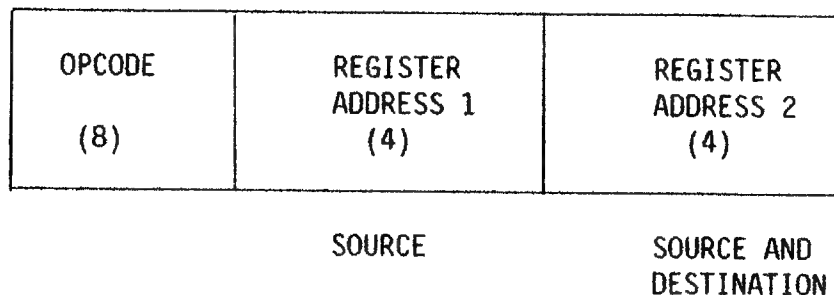 OPCODE
(8)
REGISTER
ADDRESS 1
(4)
REGISTER
ADDRESS 2
(4)
SOURCE
SOURCE AND
DESTINATION